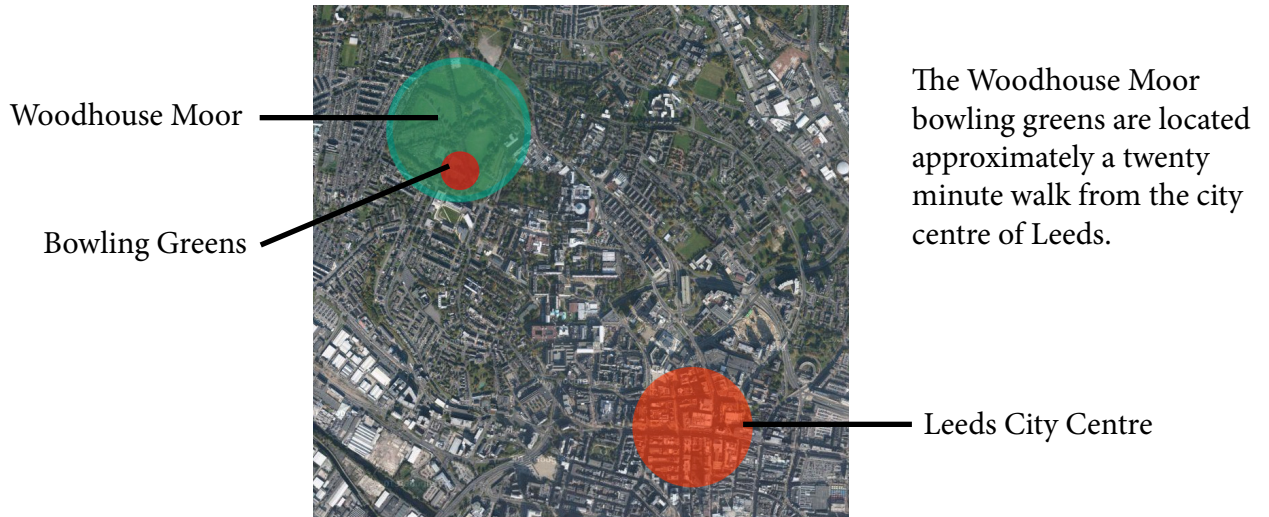 Woodhouse Moor
Bowling Greens
The Woodhouse Moor
bowling greens are located
approximately a twenty
minute walk from the city
centre of Leeds.
Leeds City Centre